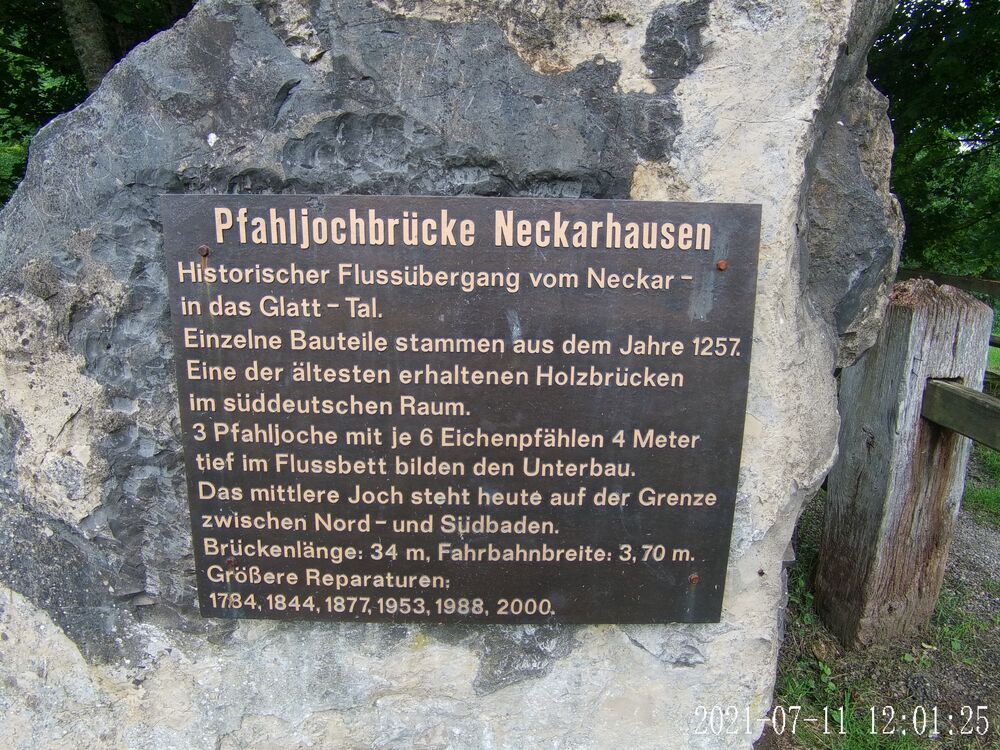 Pfahljochbrücke Neckarhausen
Historischer Flussübergang vom Neckar-
in das Glatt-Tal.
Einzelne Bauteile stammen aus dem Jahre 1257.
Eine der ältesten erhaltenen Holzbrücken
im süddeutschen Raum.
3 Pfahljoche mit je 6 Eichenpfählen 4 Meter
tief im Flussbett bilden den Unterbau.
Das mittlere Joch steht heute auf der Grenze
zwischen Nord- und Südbaden.
Brückenlänge: 34 m, Fahrbahnbreite: 3,70 m.
Größere Reparaturen:
1784, 1844, 1877, 1953, 1988, 2000.
2021-07-11 12:01:25